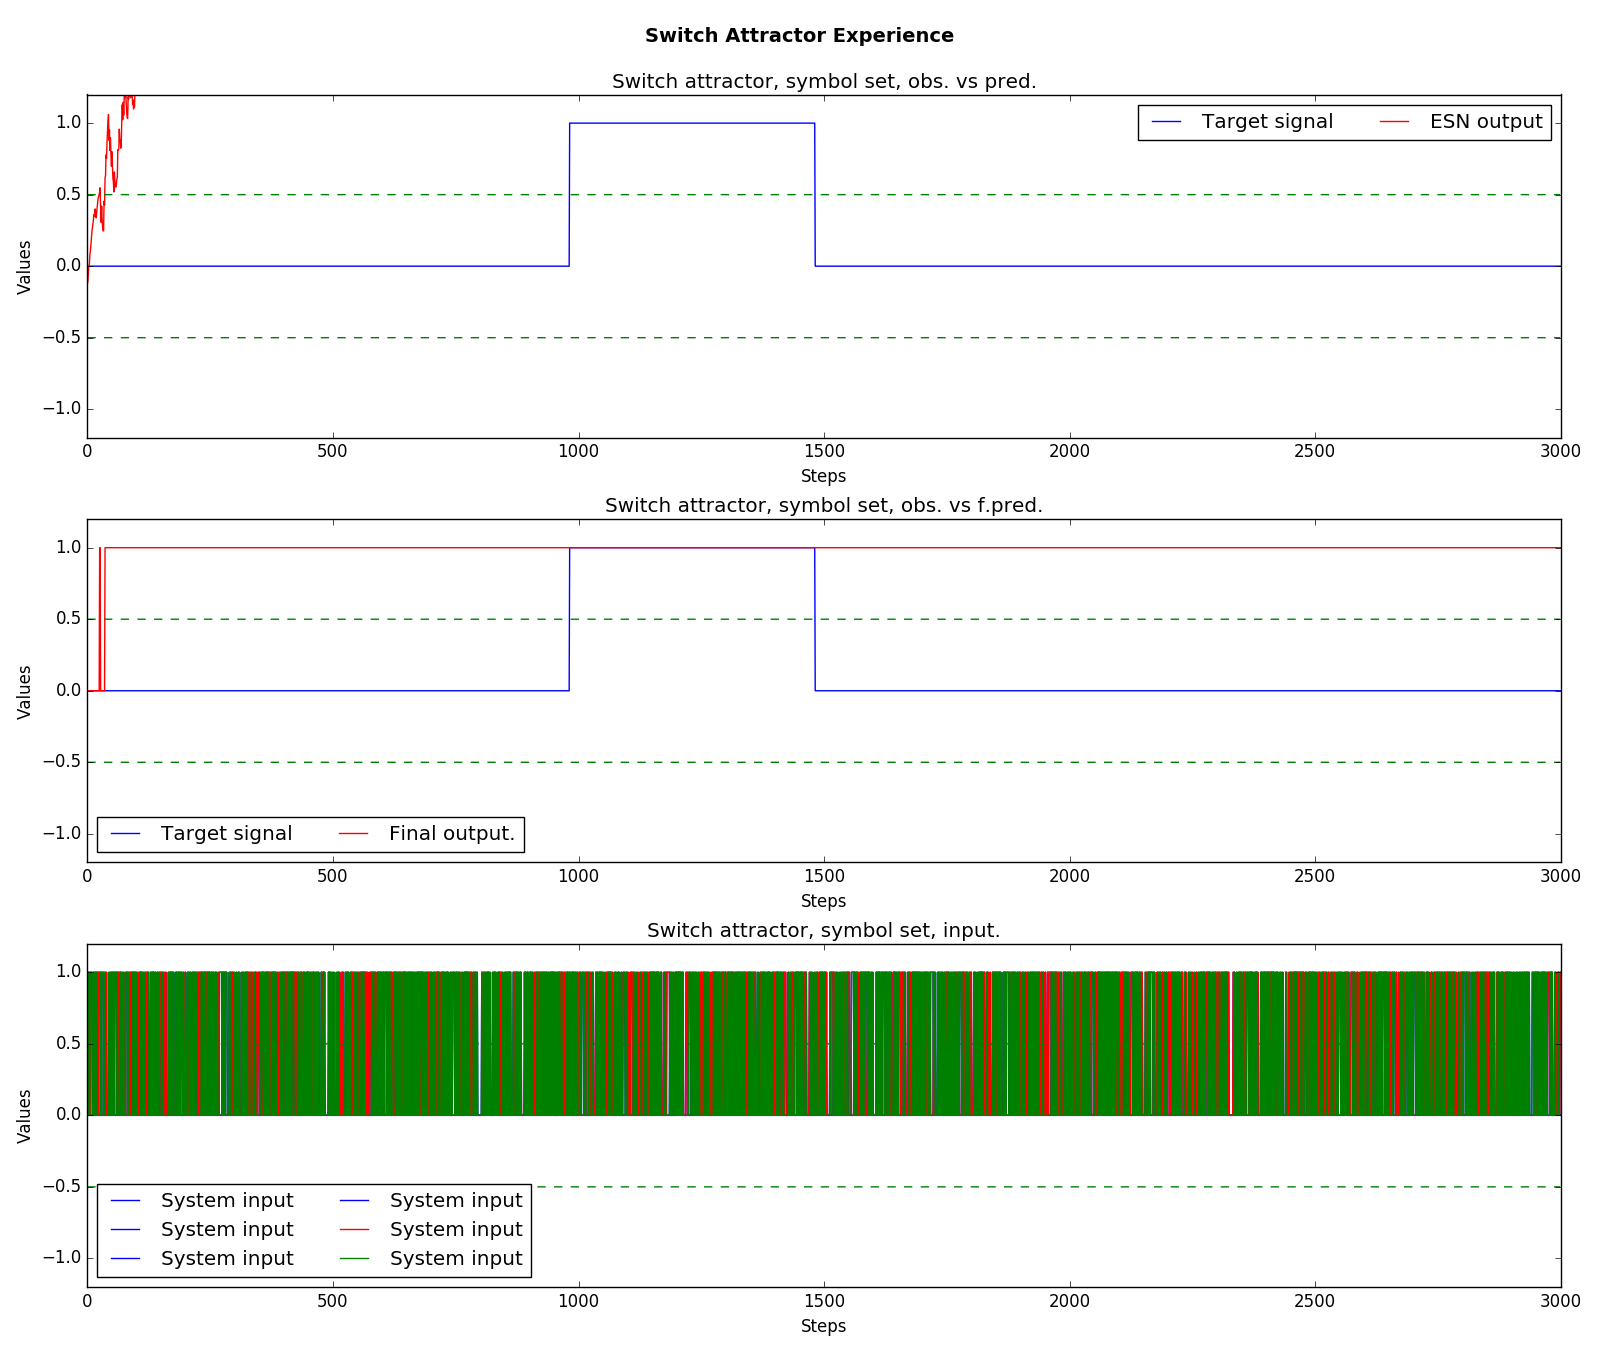 Switch Attractor Experience
Switch attractor, symbol set, obs. vs pred.
Target signal ESN output
1.0
0.5
0.0
−0.5
−1.0
Values
0 500 1000 1500 2000 2500 3000
Steps
Switch attractor, symbol set, obs. vs f.pred.
1.0
0.5
0.0
−0.5
−1.0
Values
Target signal Final output.
0 500 1000 1500 2000 2500 3000
Steps
Switch attractor, symbol set, input.
1.0
0.5
0.0
−0.5
−1.0
Values
System input System input
System input System input
System input System input
0 500 1000 1500 2000 2500 3000
Steps